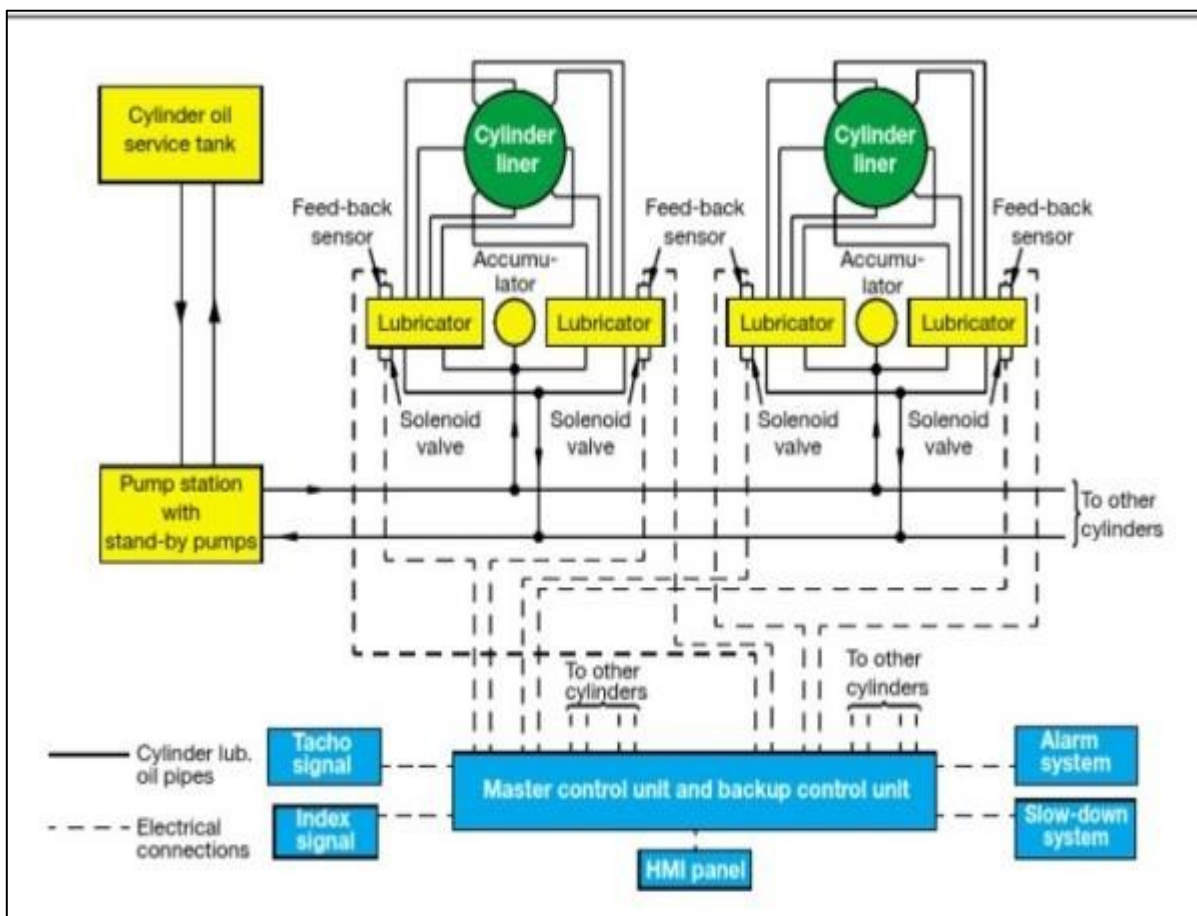 Cylinder oil
service tank
Cylinder
liner
Cylinder
liner
Feed-back
sensor
Feed-back
sensor
Feed-back
sensor
Accumu-
lator
Accumu-
lator
Lubricator
Lubricator
Lubricator
Lubricator
Solenoid
valve
Solenoid
valve
Solenoid
valve
Solenoid
valve
Pump station
with
stand-by pumps
To other
cylinders
To other
cylinders
To other
cylinders
Cylinder lub.
oil pipes
Electrical
connections
Tacho
signal
Index
signal
Master control unit and backup control unit
HMI panel
Alarm
system
Slow-down
system